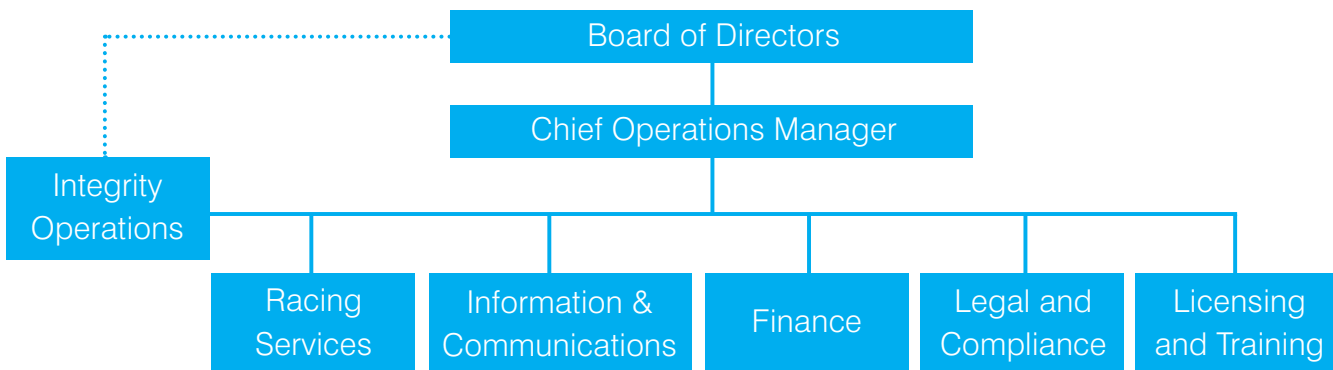 Board of Directors
Chief Operations Manager
Integrity
Operations
Racing
Services
Information &
Communications
Finance
Legal and
Compliance
Licensing
and Training